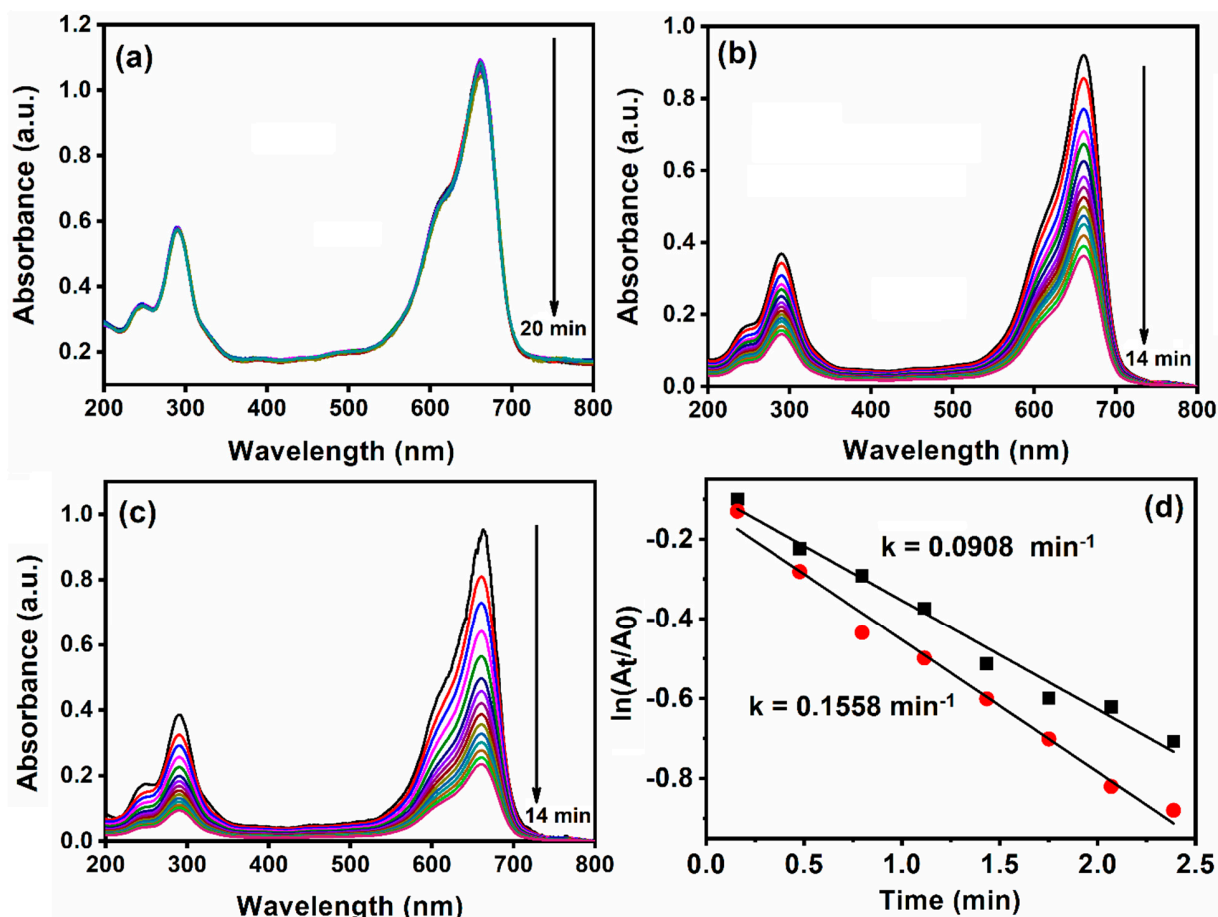 (a)
Absorbance (a.u.)
1.2
1.0
0.8
0.6
0.4
0.2
20 min
200 300 400 500 600 700 800
Wavelength (nm)
(b)
Absorbance (a.u.)
1.0
0.8
0.6
0.4
0.2
0.0
14 min
200 300 400 500 600 700 800
Wavelength (nm)
(c)
Absorbance (a.u.)
1.0
0.8
0.6
0.4
0.2
0.0
14 min
200 300 400 500 600 700 800
Wavelength (nm)
(d)
ln(At/A0)
-0.2
-0.4
-0.6
-0.8
k = 0.0908 min-1
k = 0.1558 min-1
0.0 0.5 1.0 1.5 2.0 2.5
Time (min)